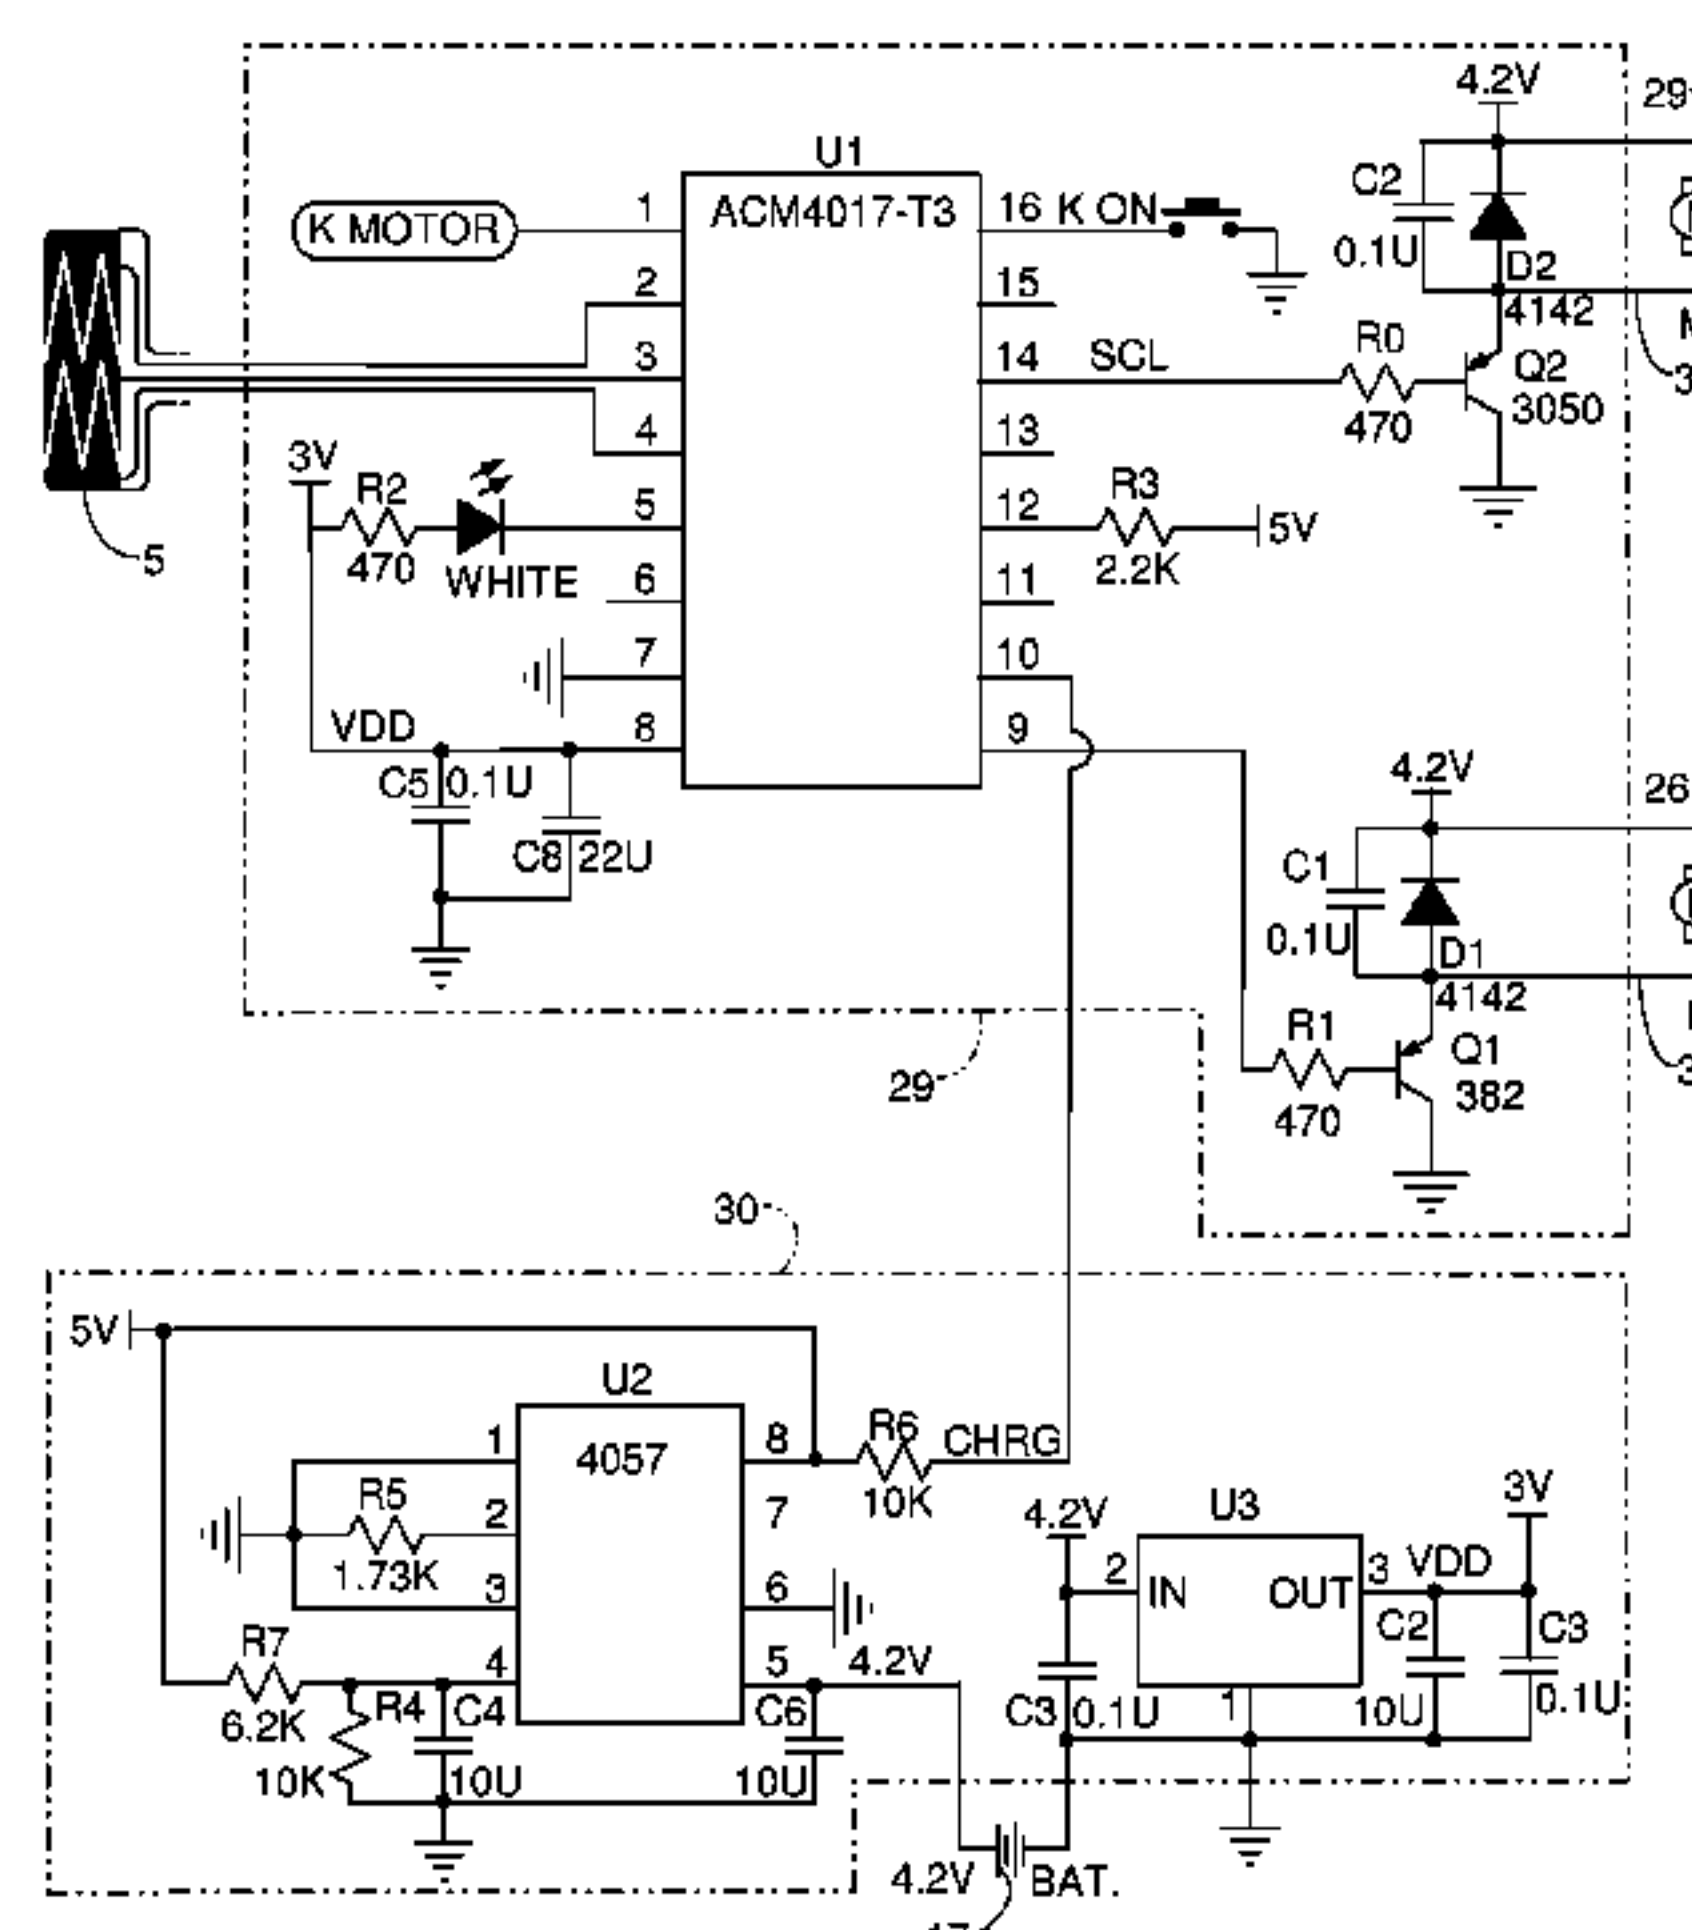 4.2V
29
U1
C2
0.1U
D2
4142
K MOTOR
1
ACM4017-T3
16 K ON
2
15
3
14
SCL
R0
470
Q2
3050
4
13
3V
R2
470
WHITE
5
12
R3
2.2K
5V
5
6
11
7
10
VDD
8
9
C5 0.1U
C8 22U
4.2V
26
C1
0.1U
D1
4142
R1
470
Q1
382
29
30
5V
U2
4057
1
8
R6
10K
CHRG
R5
1.73K
2
7
3
6
R7
6.2K
4
5
4.2V
R4
10K
C4
10U
C6
10U
4.2V
U3
2
IN
OUT
3
VDD
3V
C3 0.1U
1
C2
10U
C3
0.1U
4.2V
BAT.